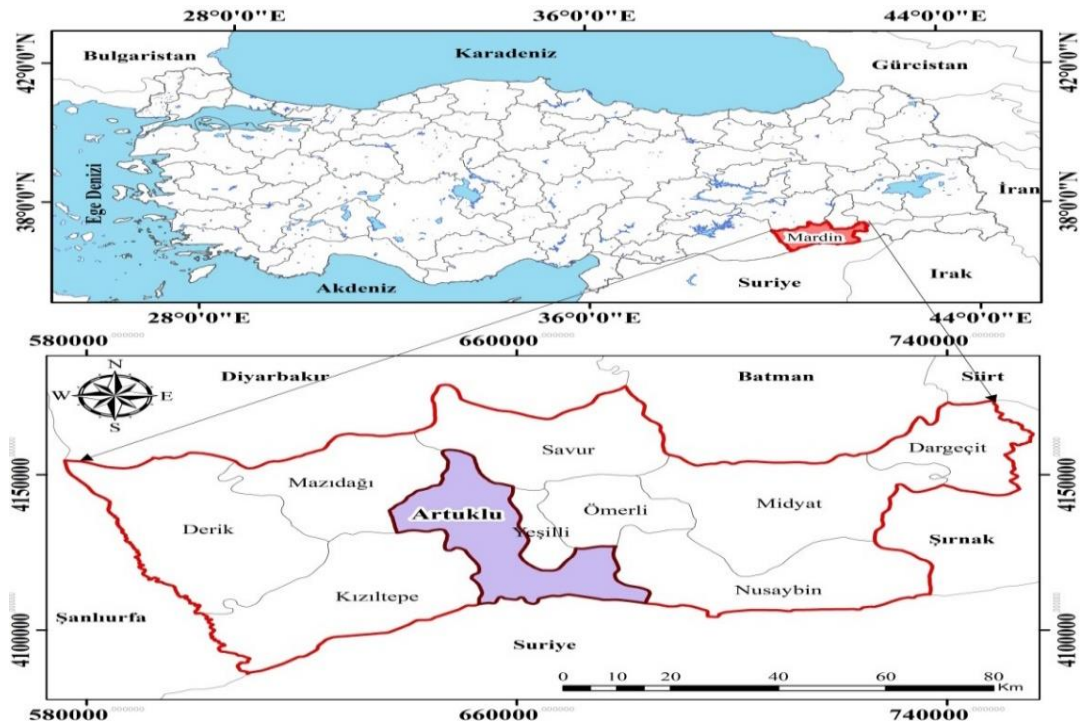 28°0'0"E 36°0'0"E 44°0'0"E
42°0'0"N
42°0'0"N
Bulgaristan
Karadeniz
Gürcistan
Ege Denizi
38°0'0"N
38°0'0"N
İran
Mardin
Akdeniz
Suriye
Irak
28°0'0"E 36°0'0"E 44°0'0"E
580000 660000 740000
N
W E
S
Diyarbakır
Batman
Siirt
Savur
Dargeçit
4150000
4150000
Mazıdağı
Midyat
Ömerli
Artuklu
Derik
Yeşilli
Şırnak
Kızıltepe
Nusaybin
Şanlıurfa
4100000
4100000
Suriye
0 10 20 40 60 80
Km
580000 660000 740000